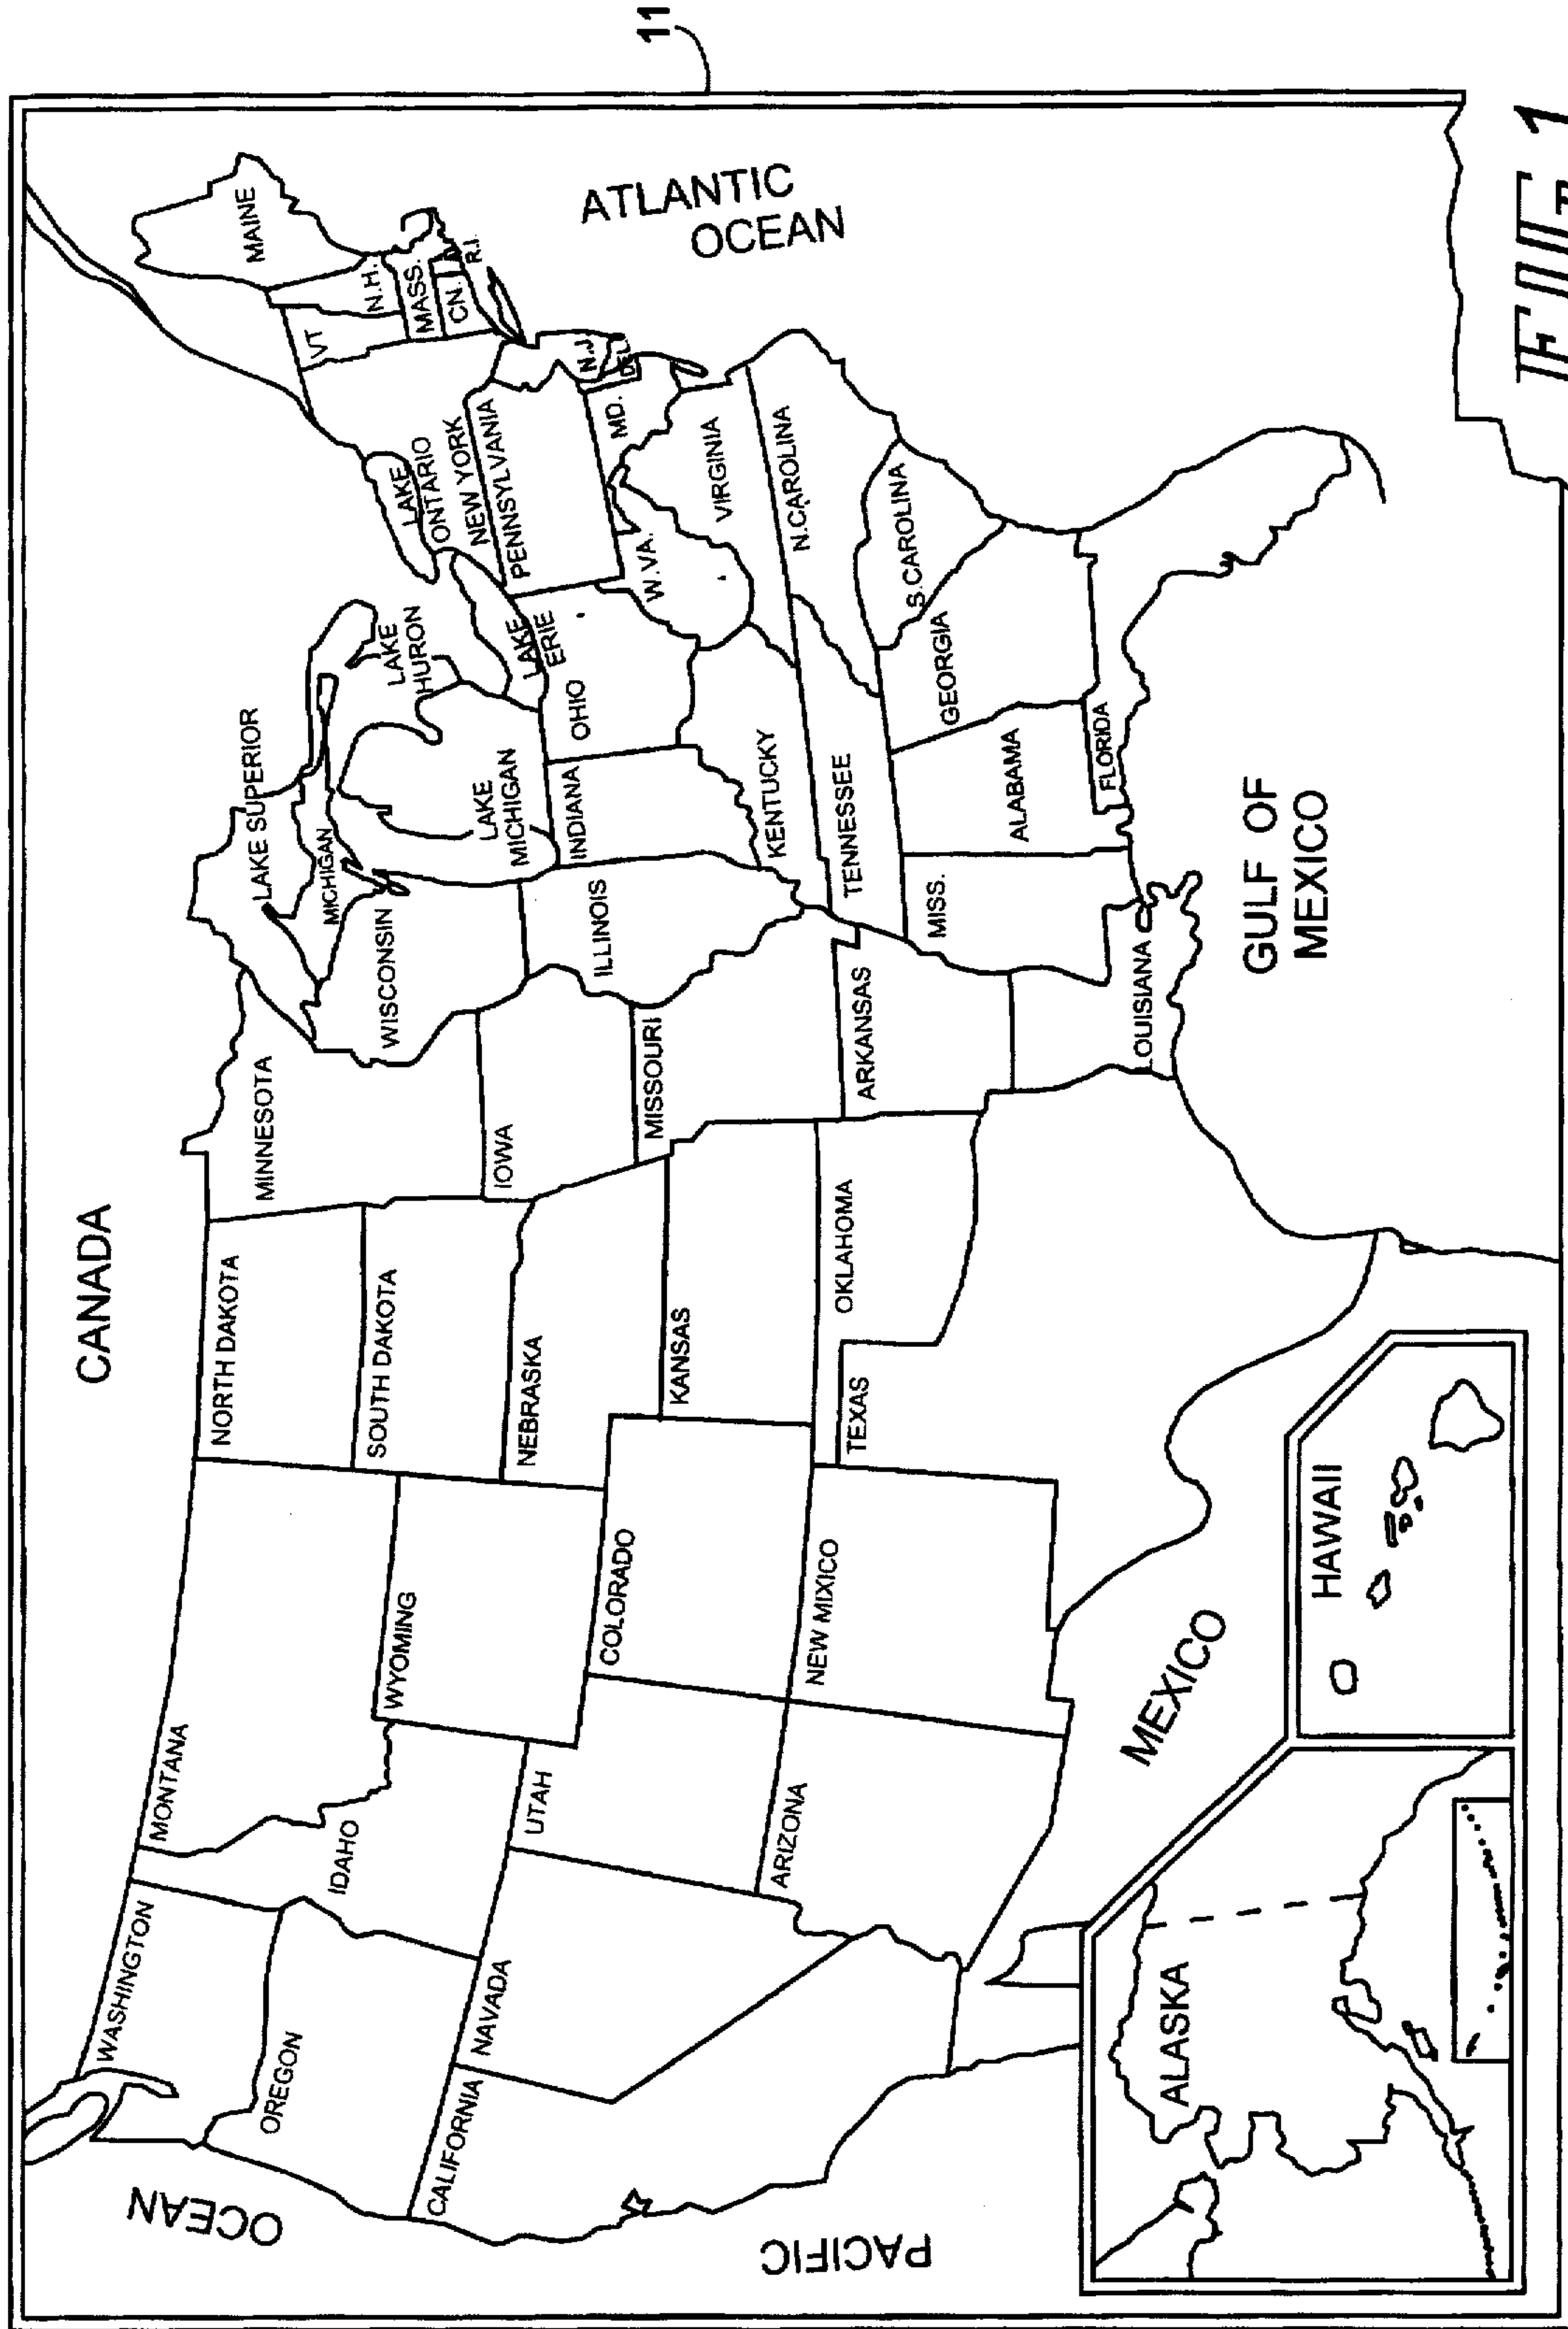 CANADA
WASHINGTON
MONTANA
NORTH DAKOTA
MINNESOTA
LAKE SUPERIOR
MAINE
VT
N.H.
MASS.
CN.
R.I.
OREGON
IDAHO
WYOMING
SOUTH DAKOTA
WISCONSIN
MICHIGAN
LAKE
HURON
LAKE
ONTARIO
NEW YORK
PENNSYLVANIA
LAKE
MICHIGAN
LAKE
ERIE
N.J.
DEL.
MD.
ATLANTIC
OCEAN
PACIFIC
OCEAN
CALIFORNIA
NAVADA
UTAH
COLORADO
NEBRASKA
IOWA
ILLINOIS
INDIANA
OHIO
W.VA.
VIRGINIA
KANSAS
MISSOURI
KENTUCKY
ARIZONA
NEW MIXICO
TEXAS
OKLAHOMA
ARKANSAS
TENNESSEE
N.CAROLINA
S.CAROLINA
MISS.
ALABAMA
GEORGIA
LOUISIANA
FLORIDA
MEXICO
GULF OF
MEXICO
ALASKA
HAWAII
11
FIG 1